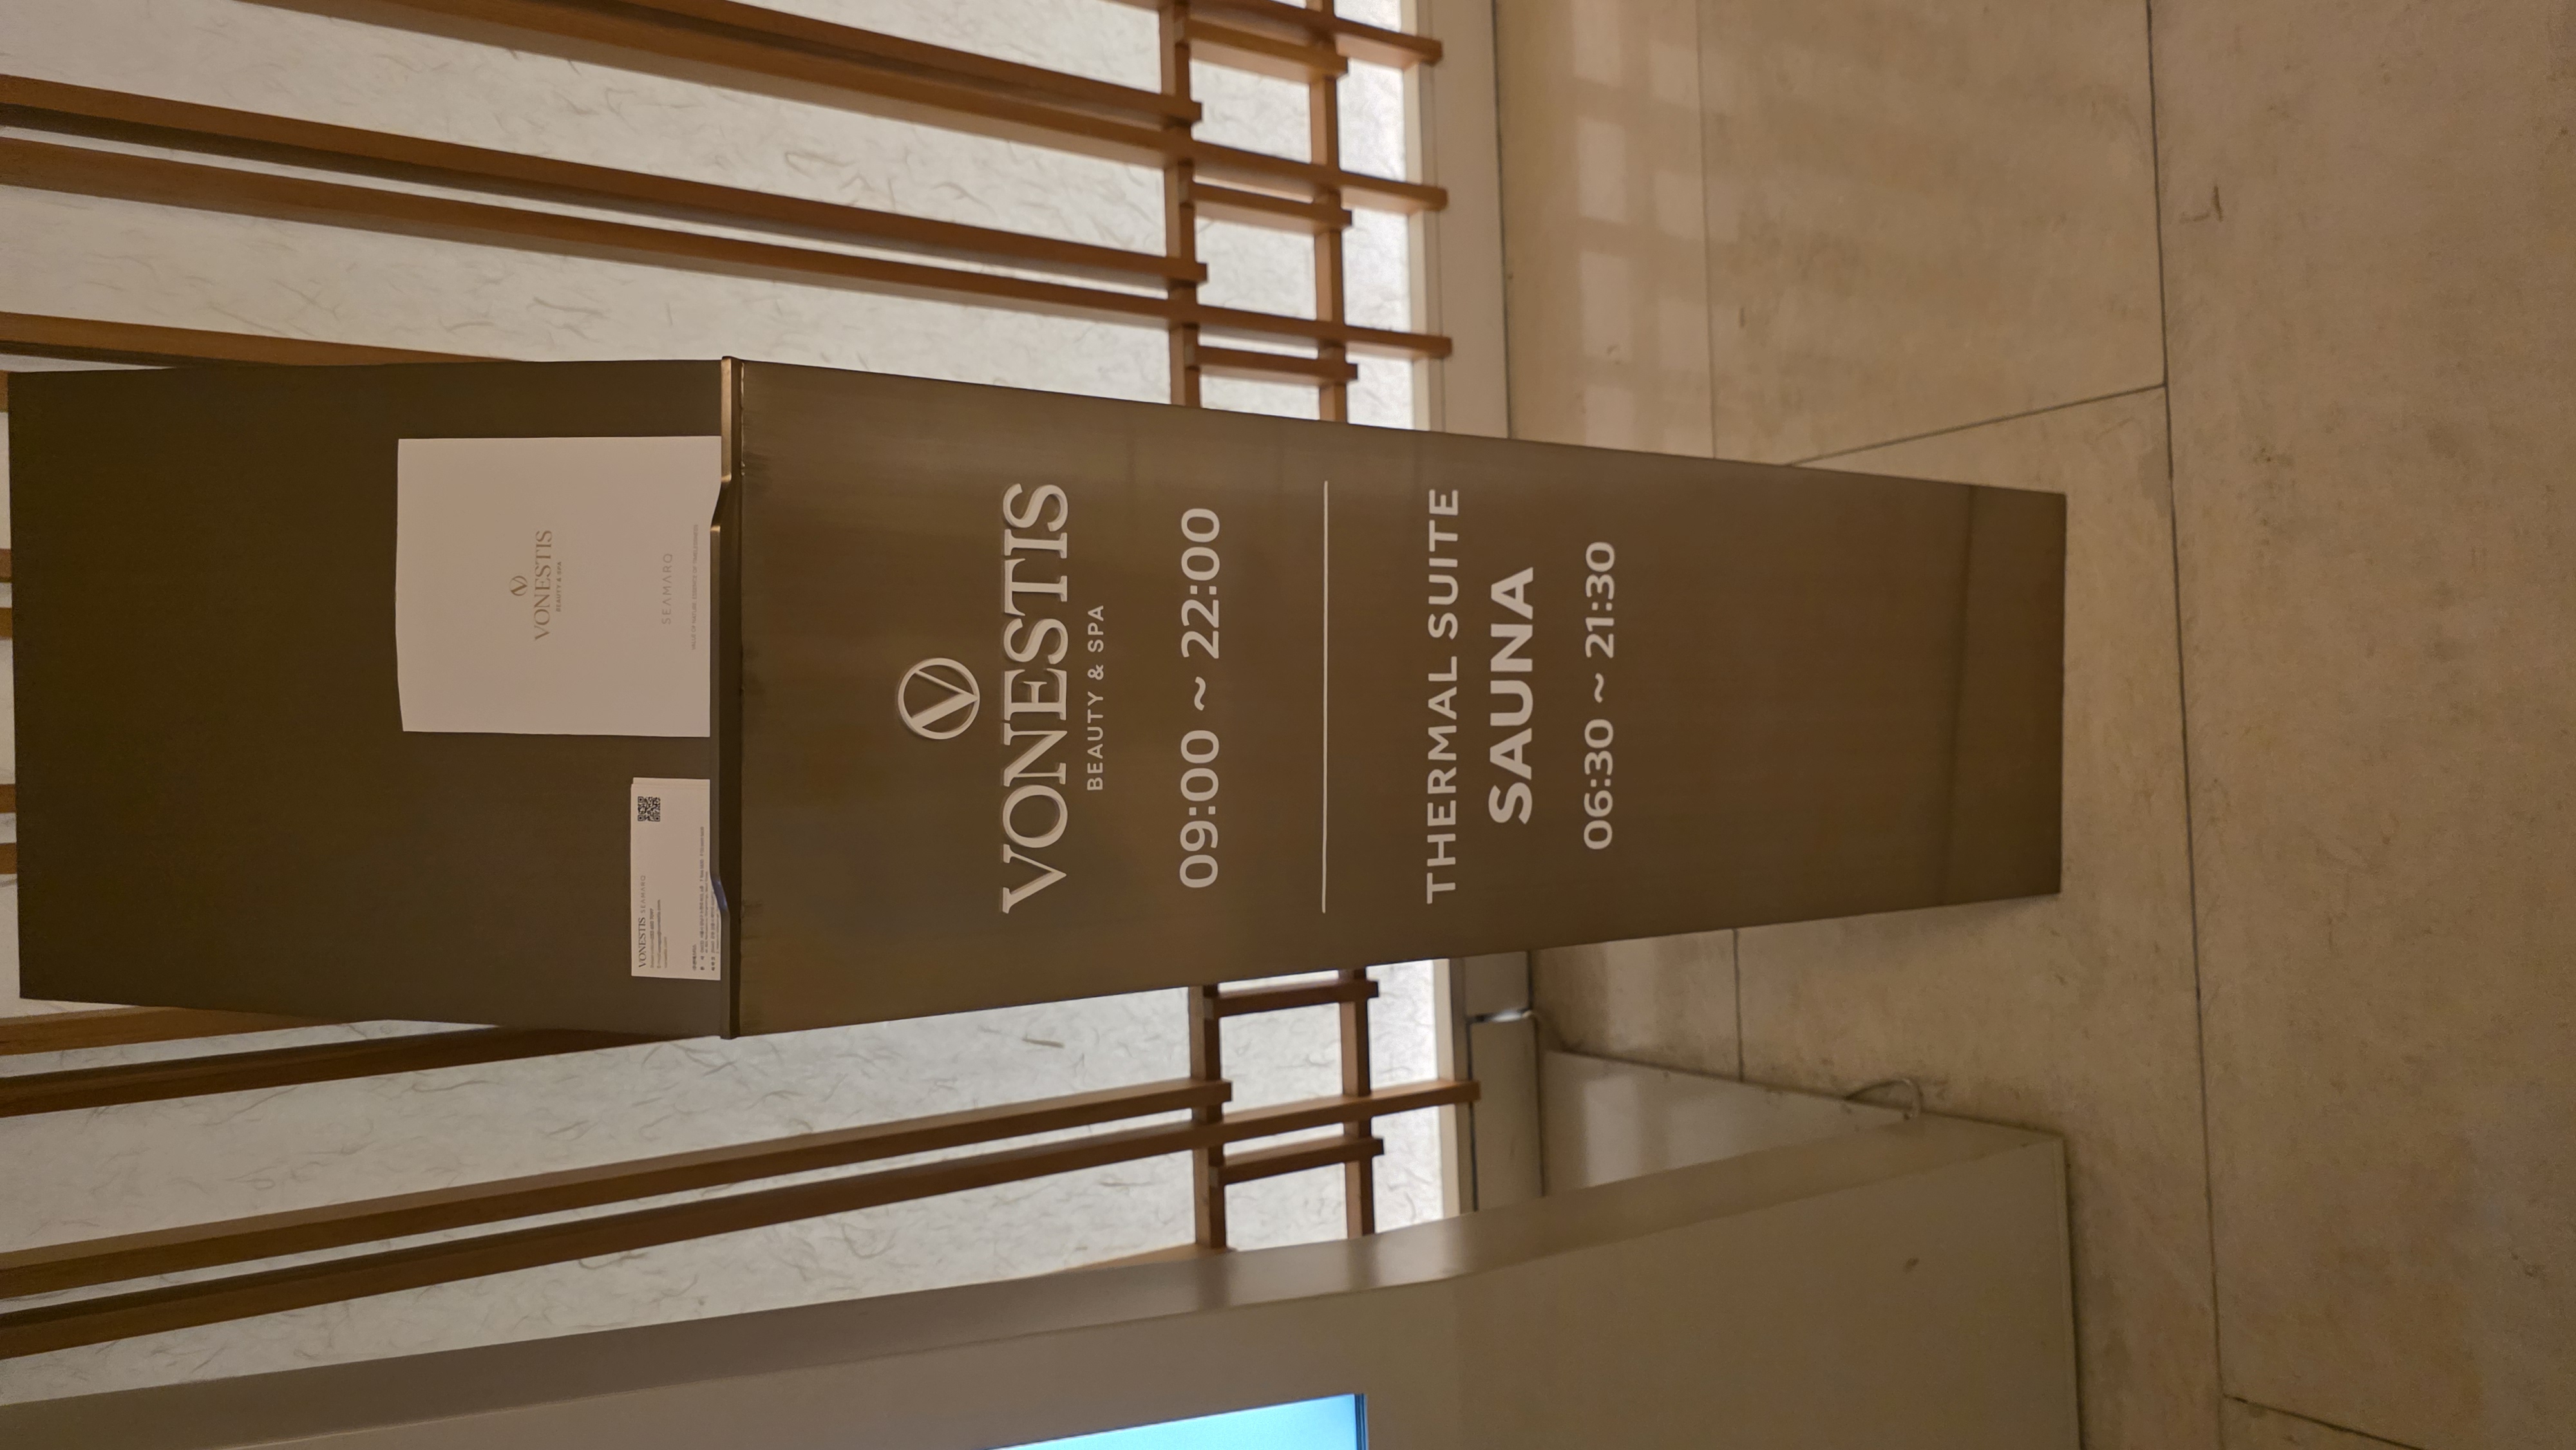 VONESTIS
BEAUTY & SPA
SEAMARQ
VONESTIS SEAMARQ
VONESTIS
BEAUTY & SPA
09:00 ~ 22:00
THERMAL SUITE
SAUNA
06:30 ~ 21:30